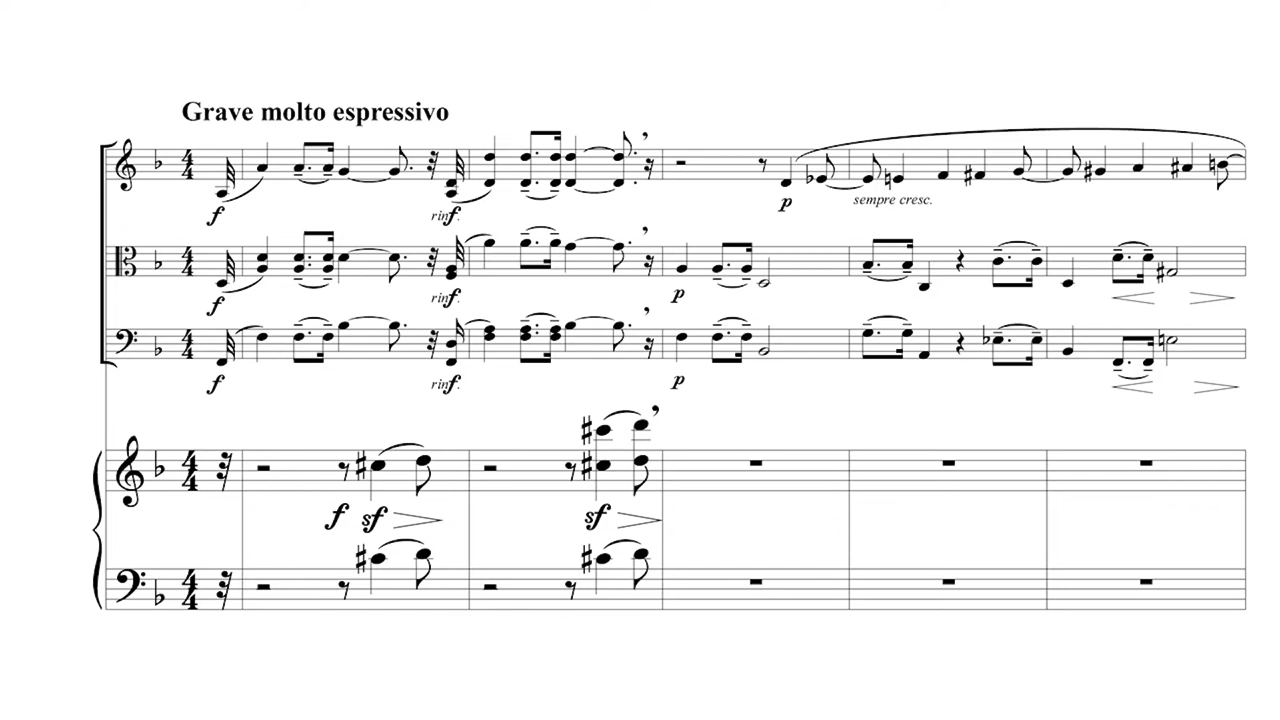 Grave molto espressivo
f
rinf.
p
sempre cresc.
f
rinf.
p
f
rinf.
p
f sf
sf